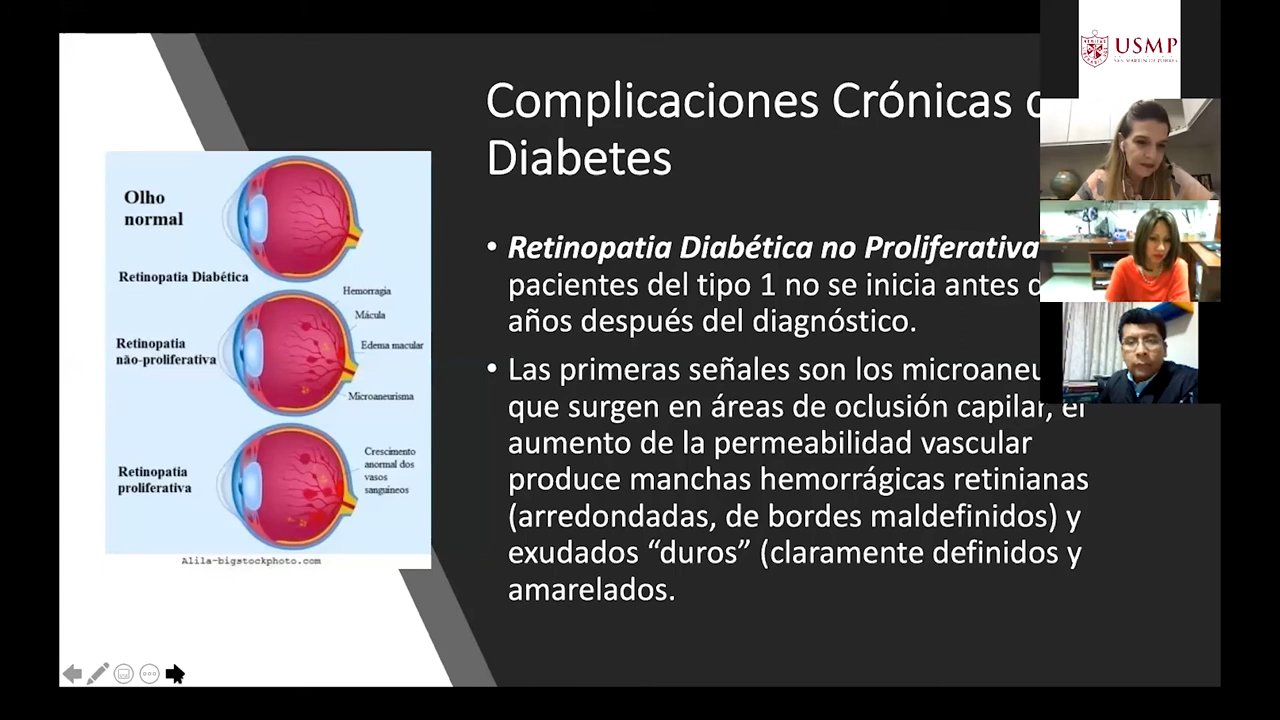 USMP
Complicaciones Crónicas
Diabetes
Olho
normal
Retinopatia Diabética
Hemorragia
Mácula
Retinopatia
não-proliferativa
Edema macular
Microaneurisma
Retinopatia
proliferativa
Crescimento
anormal dos
vasos
sanguíneos
Alila-bigstockphoto.com
• Retinopatia Diabética no Proliferativa
pacientes del tipo 1 no se inicia antes
años después del diagnóstico.
• Las primeras señales son los
que surgen en áreas de oclusión capilar, el
aumento de la permeabilidad vascular
produce manchas hemorrágicas retinianas
(arredondadas, de bordes maldefinidos) y
exudados “duros” (claramente definidos y
amarelados.